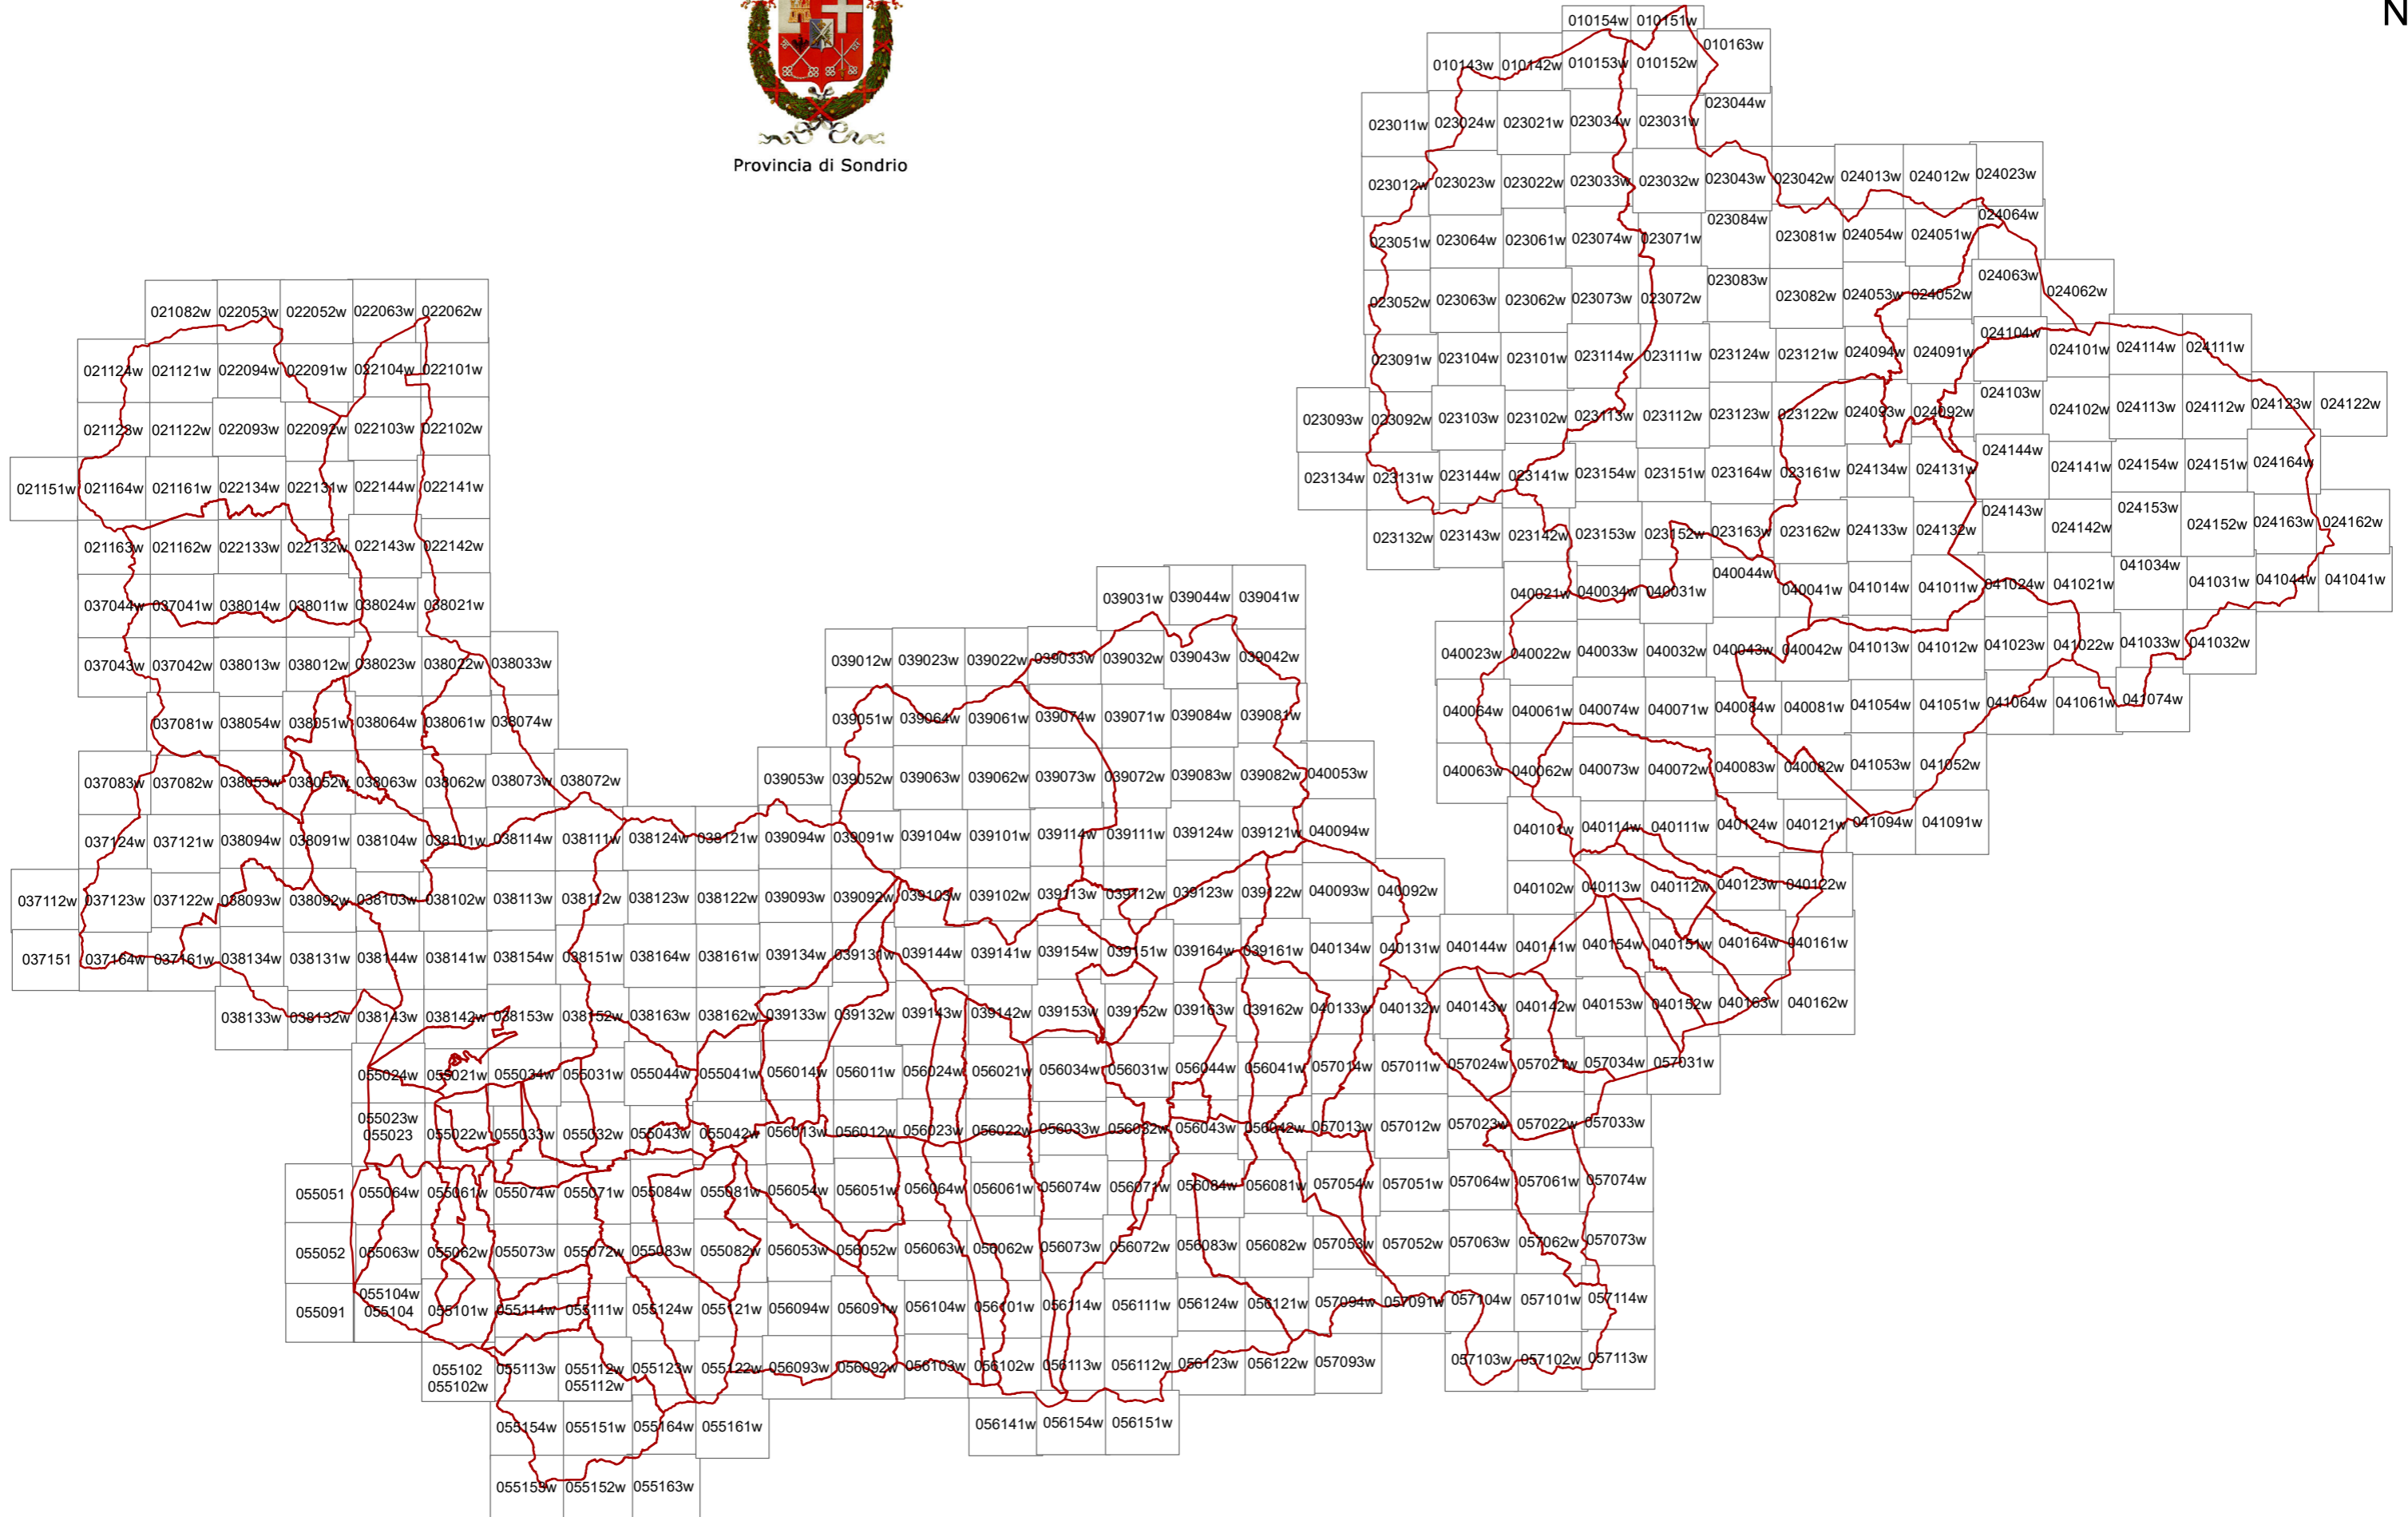 N
Provincia di Sondrio
010154w 010151w
010163w
010143w 010142w 010153w 010152w
023044w
023011w 023024w 023021w 023034w 023031w
023012w 023023w 023022w 023033w 023032w 023043w 023042w 024013w 024012w 024023w
023084w 024064w
023051w 023064w 023061w 023074w 023071w 023081w 024054w 024051w
023083w 024063w
023052w 023063w 023062w 023073w 023072w 023082w 024053w 024052w 024062w
021082w 022053w 022052w 022063w 022062w
024104w
023091w 023104w 023101w 023114w 023111w 023124w 023121w 024094w 024091w 024101w 024114w 024111w
021124w 021121w 022094w 022091w 022104w 022101w
024103w
023093w 023092w 023103w 023102w 023113w 023112w 023123w 023122w 024093w 024092w 024102w 024113w 024112w 024123w 024122w
021123w 021122w 022093w 022092w 022103w 022102w
024144w
023134w 023131w 023144w 023141w 023154w 023151w 023164w 023161w 024134w 024131w 024141w 024154w 024151w 024164w
021151w 021164w 021161w 022134w 022131w 022144w 022141w
024143w 024153w
023132w 023143w 023142w 023153w 023152w 023163w 023162w 024133w 024132w 024142w 024152w 024163w 024162w
021163w 021162w 022133w 022132w 022143w 022142w
040044w 041034w
040021w 040034w 040031w 040041w 041014w 041011w 041024w 041021w 041031w 041044w 041041w
037044w 037041w 038014w 038011w 038024w 038021w 039031w 039044w 039041w
040023w 040022w 040033w 040032w 040043w 040042w 041013w 041012w 041023w 041022w 041033w 041032w
037043w 037042w 038013w 038012w 038023w 038022w 038033w 039012w 039023w 039022w 039033w 039032w 039043w 039042w
040064w 040061w 040074w 040071w 040084w 040081w 041054w 041051w 041064w 041061w 041074w
037081w 038054w 038051w 038064w 038061w 038074w 039051w 039064w 039061w 039074w 039071w 039084w 039081w
040063w 040062w 040073w 040072w 040083w 040082w 041053w 041052w
037083w 037082w 038053w 038052w 038063w 038062w 038073w 038072w 039053w 039052w 039063w 039062w 039073w 039072w 039083w 039082w 040053w
040101w 040114w 040111w 040124w 040121w 041094w 041091w
037124w 037121w 038094w 038091w 038104w 038101w 038114w 038111w 038124w 038121w 039094w 039091w 039104w 039101w 039114w 039111w 039124w 039121w 040094w
037112w 037123w 037122w 038093w 038092w 038103w 038102w 038113w 038112w 038123w 038122w 039093w 039092w 039103w 039102w 039113w 039112w 039123w 039122w 040093w 040092w 040102w 040113w 040112w 040123w 040122w
037151 037164w 037161w 038134w 038131w 038144w 038141w 038154w 038151w 038164w 038161w 039134w 039131w 039144w 039141w 039154w 039151w 039164w 039161w 040134w 040131w 040144w 040141w 040154w 040151w 040164w 040161w
038133w 038132w 038143w 038142w 038153w 038152w 038163w 038162w 039133w 039132w 039143w 039142w 039153w 039152w 039163w 039162w 040133w 040132w 040143w 040142w 040153w 040152w 040163w 040162w
055024w 055021w 055034w 055031w 055044w 055041w 056014w 056011w 056024w 056021w 056034w 056031w 056044w 056041w 057014w 057011w 057024w 057021w 057034w 057031w
055023w
055023 055022w 055033w 055032w 055043w 055042w 056013w 056012w 056023w 056022w 056033w 056032w 056043w 056042w 057013w 057012w 057023w 057022w 057033w
055051 055064w 055061w 055074w 055071w 055084w 055081w 056054w 056051w 056064w 056061w 056074w 056071w 056084w 056081w 057054w 057051w 057064w 057061w 057074w
055052 055063w 055062w 055073w 055072w 055083w 055082w 056053w 056052w 056063w 056062w 056073w 056072w 056083w 056082w 057053w 057052w 057063w 057062w 057073w
055104w
055091 055104 055101w 055114w 055111w 055124w 055121w 056094w 056091w 056104w 056101w 056114w 056111w 056124w 056121w 057094w 057091w 057104w 057101w 057114w
055102 055113w 055112w 055123w 055122w 056093w 056092w 056103w 056102w 056113w 056112w 056123w 056122w 057093w 057103w 057102w 057113w
055102w 055112w
055154w 055151w 055164w 055161w 056141w 056154w 056151w
055153w 055152w 055163w